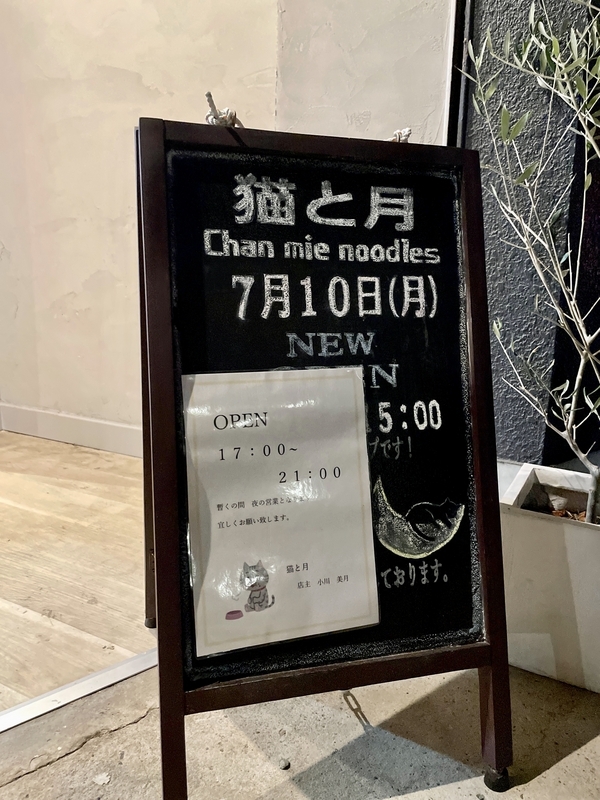 猫と月
Chan mie noodles
7月10日(月)
NEW
5:00
です!
ております。
OPEN
17:00~
21:00
暫くの間 夜の営業と
宜しくお願い致します。
猫と月
店主 小川 美月